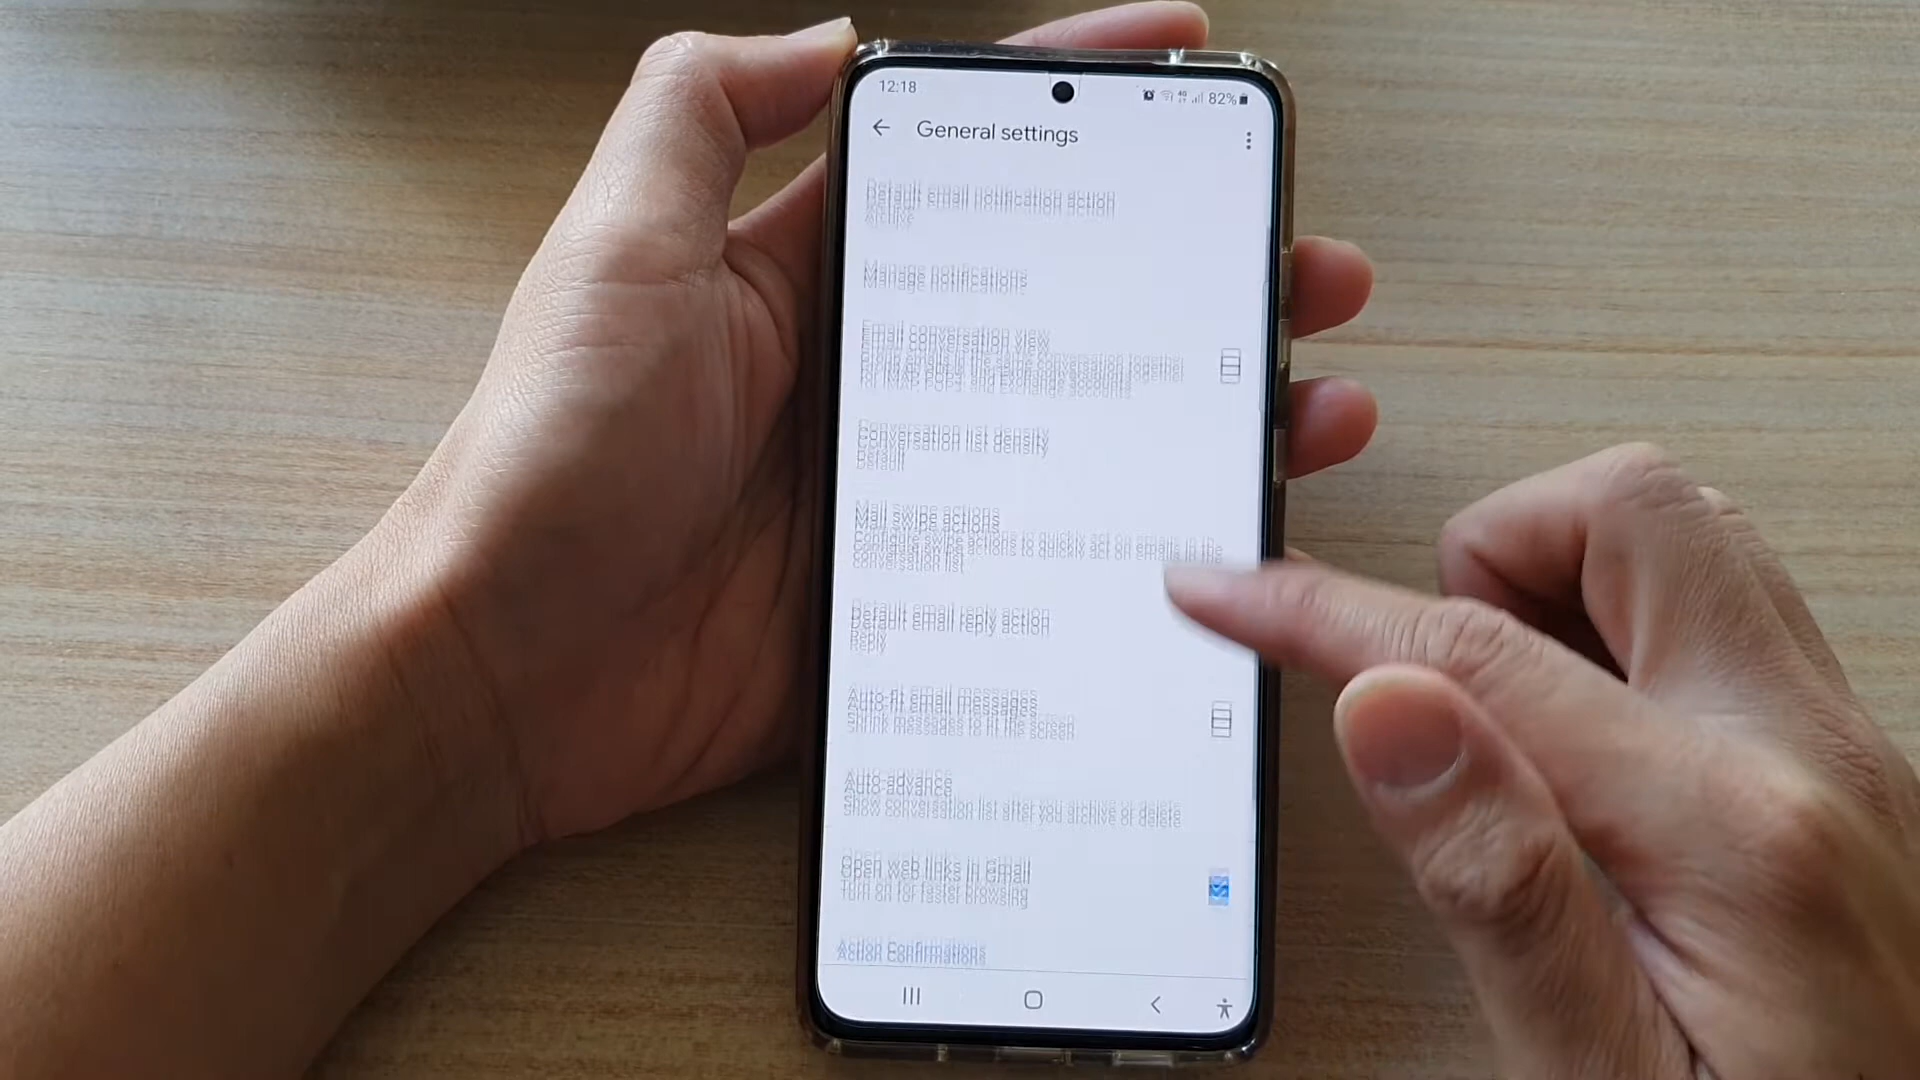 12:18
4G 82%
General settings
Default email notification action
Archive
Manage notifications
Email conversation view
Group emails in the same conversation together
for IMAP, POP3, and Exchange accounts
Conversation list density
Default
Mail swipe actions
Configure swipe actions to quickly act on emails in the
conversation list
Default email reply action
Reply
Auto-fit email messages
Shrink messages to fit the screen
Auto-advance
Show conversation list after you archive or delete
Open web links in Gmail
Turn on for faster browsing
Action Confirmations